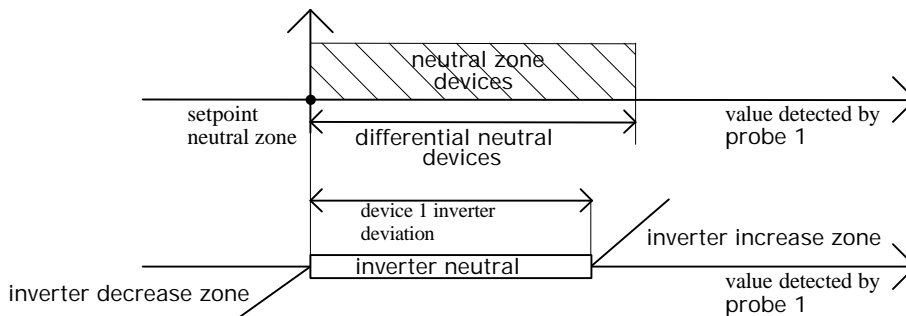 neutral zone
devices
setpoint
neutral zone
value detected by
probe 1
differential neutral
devices
device 1 inverter
deviation
inverter increase zone
inverter neutral
inverter decrease zone
value detected by
probe 1